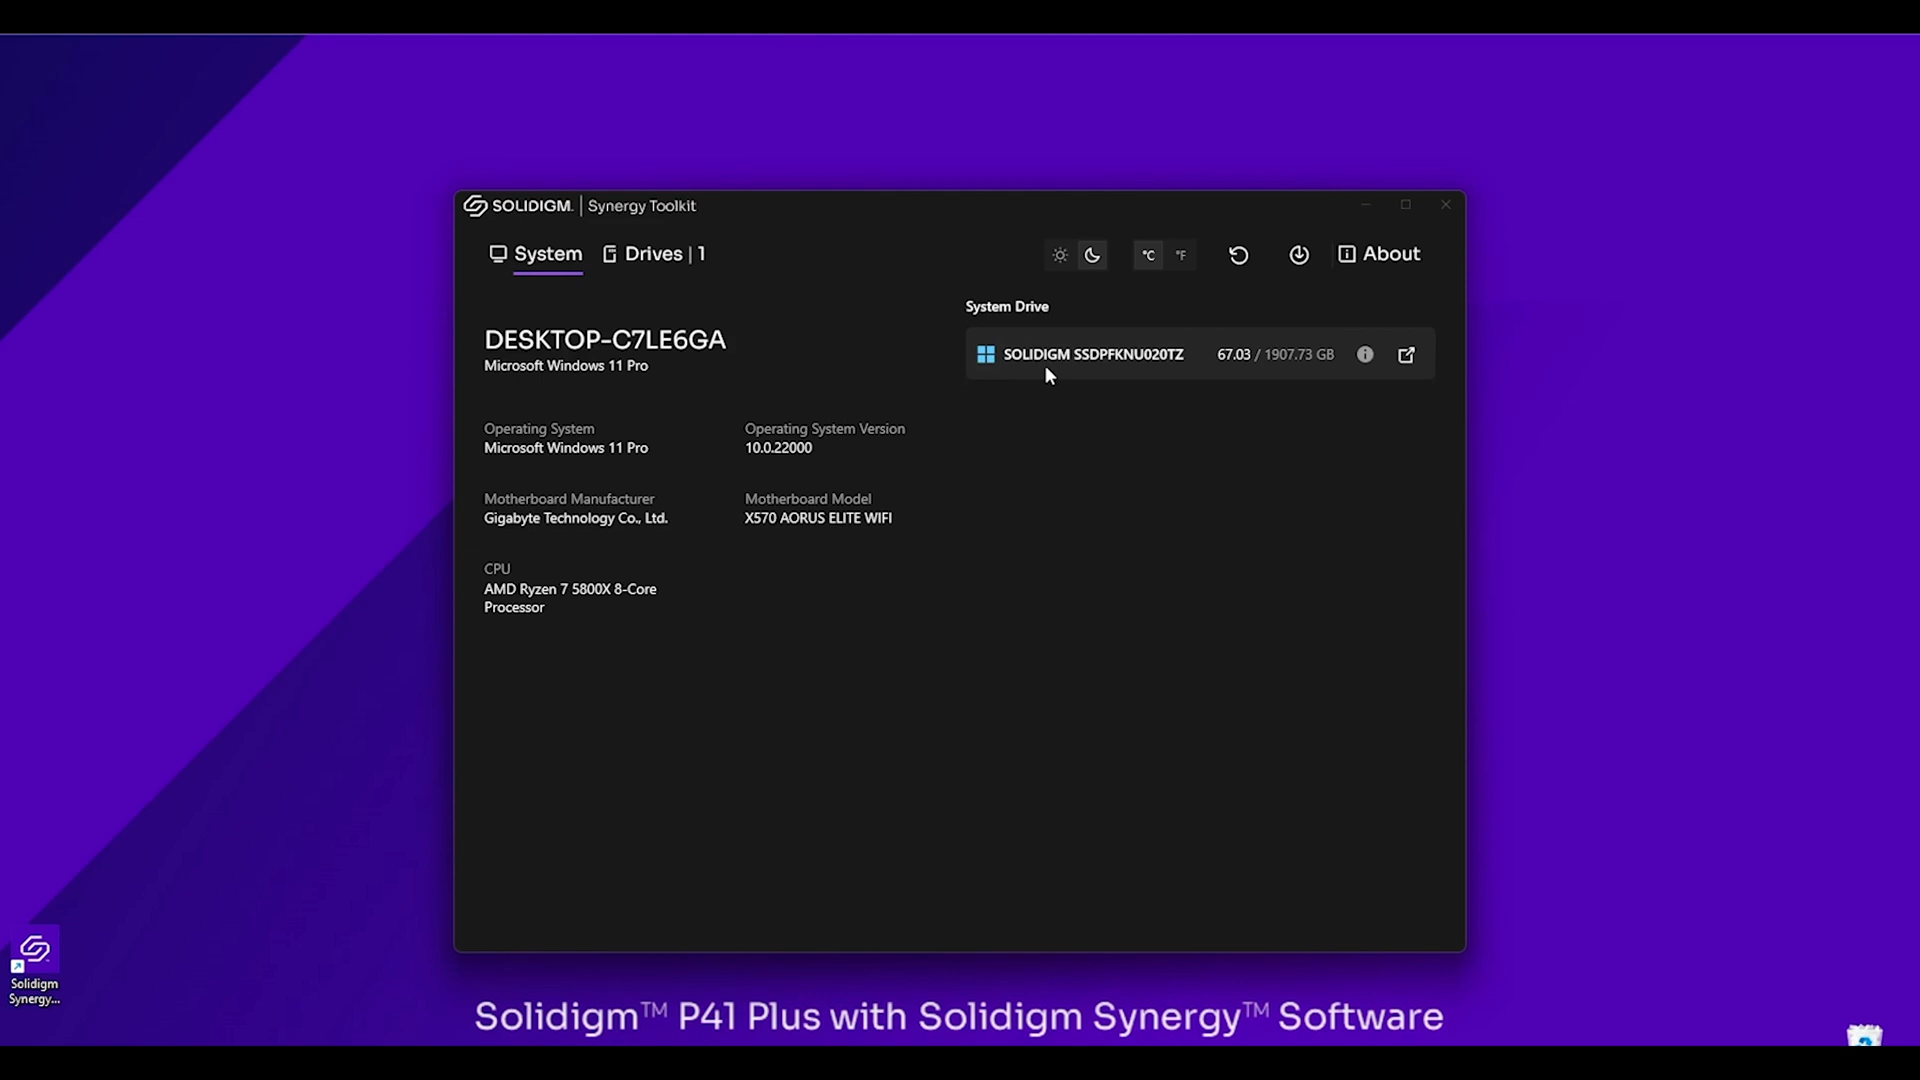 SOLIDIGM. | Synergy Toolkit
System
Drives | 1
°C
°F
About
System Drive
DESKTOP-C7LE6GA
Microsoft Windows 11 Pro
SOLIDIGM SSDPFKNU020TZ
67.03 / 1907.73 GB
Operating System
Microsoft Windows 11 Pro
Operating System Version
10.0.22000
Motherboard Manufacturer
Gigabyte Technology Co., Ltd.
Motherboard Model
X570 AORUS ELITE WIFI
CPU
AMD Ryzen 7 5800X 8-Core
Processor
Solidigm
Synergy...
Solidigm™ P41 Plus with Solidigm Synergy™ Software